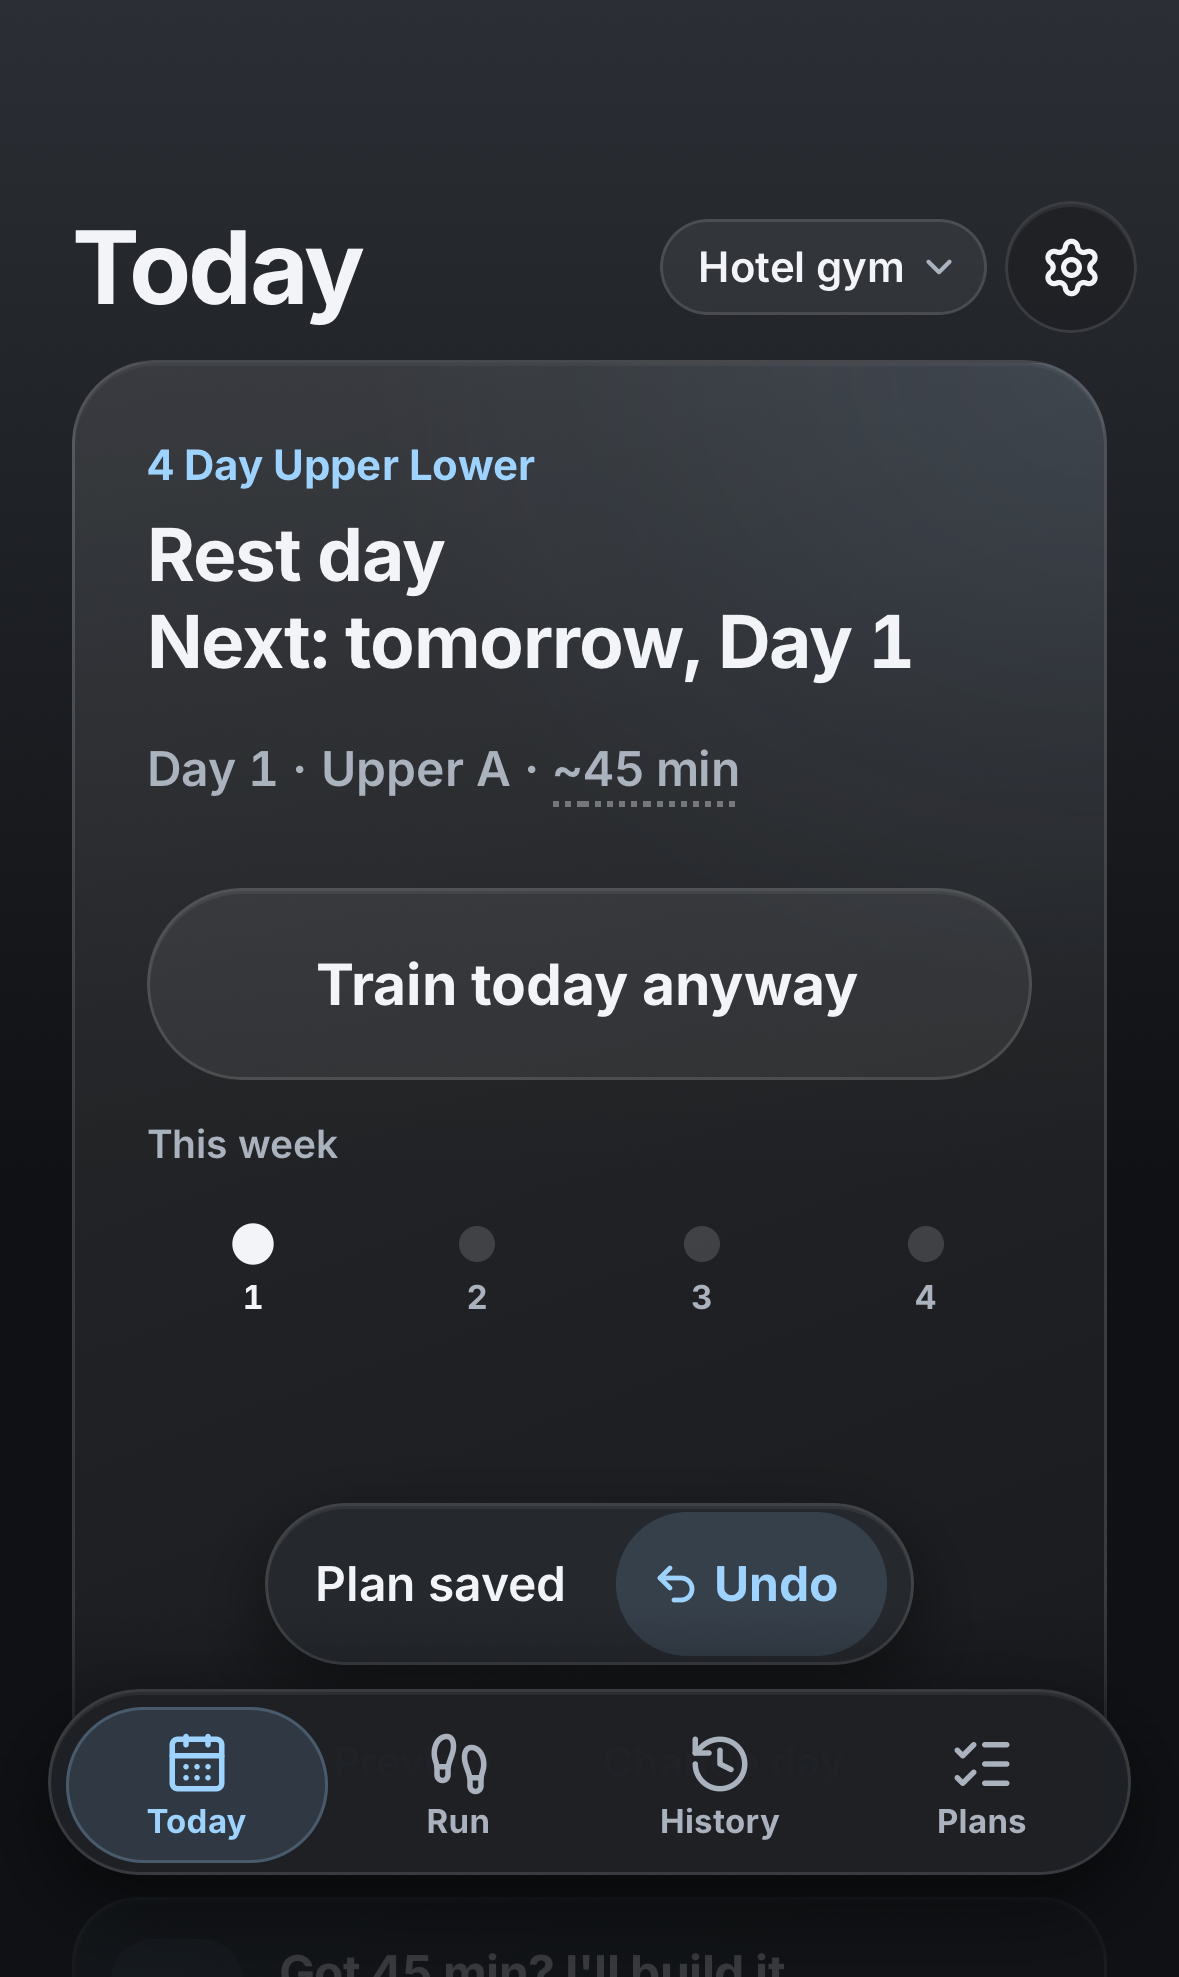 Today
Hotel gym
4 Day Upper Lower
Rest day
Next: tomorrow, Day 1
Day 1 · Upper A · ~45 min
Train today anyway
This week
1
2
3
4
Plan saved
Undo
Today
Run
History
Plans
Got 45 min? I'll build it